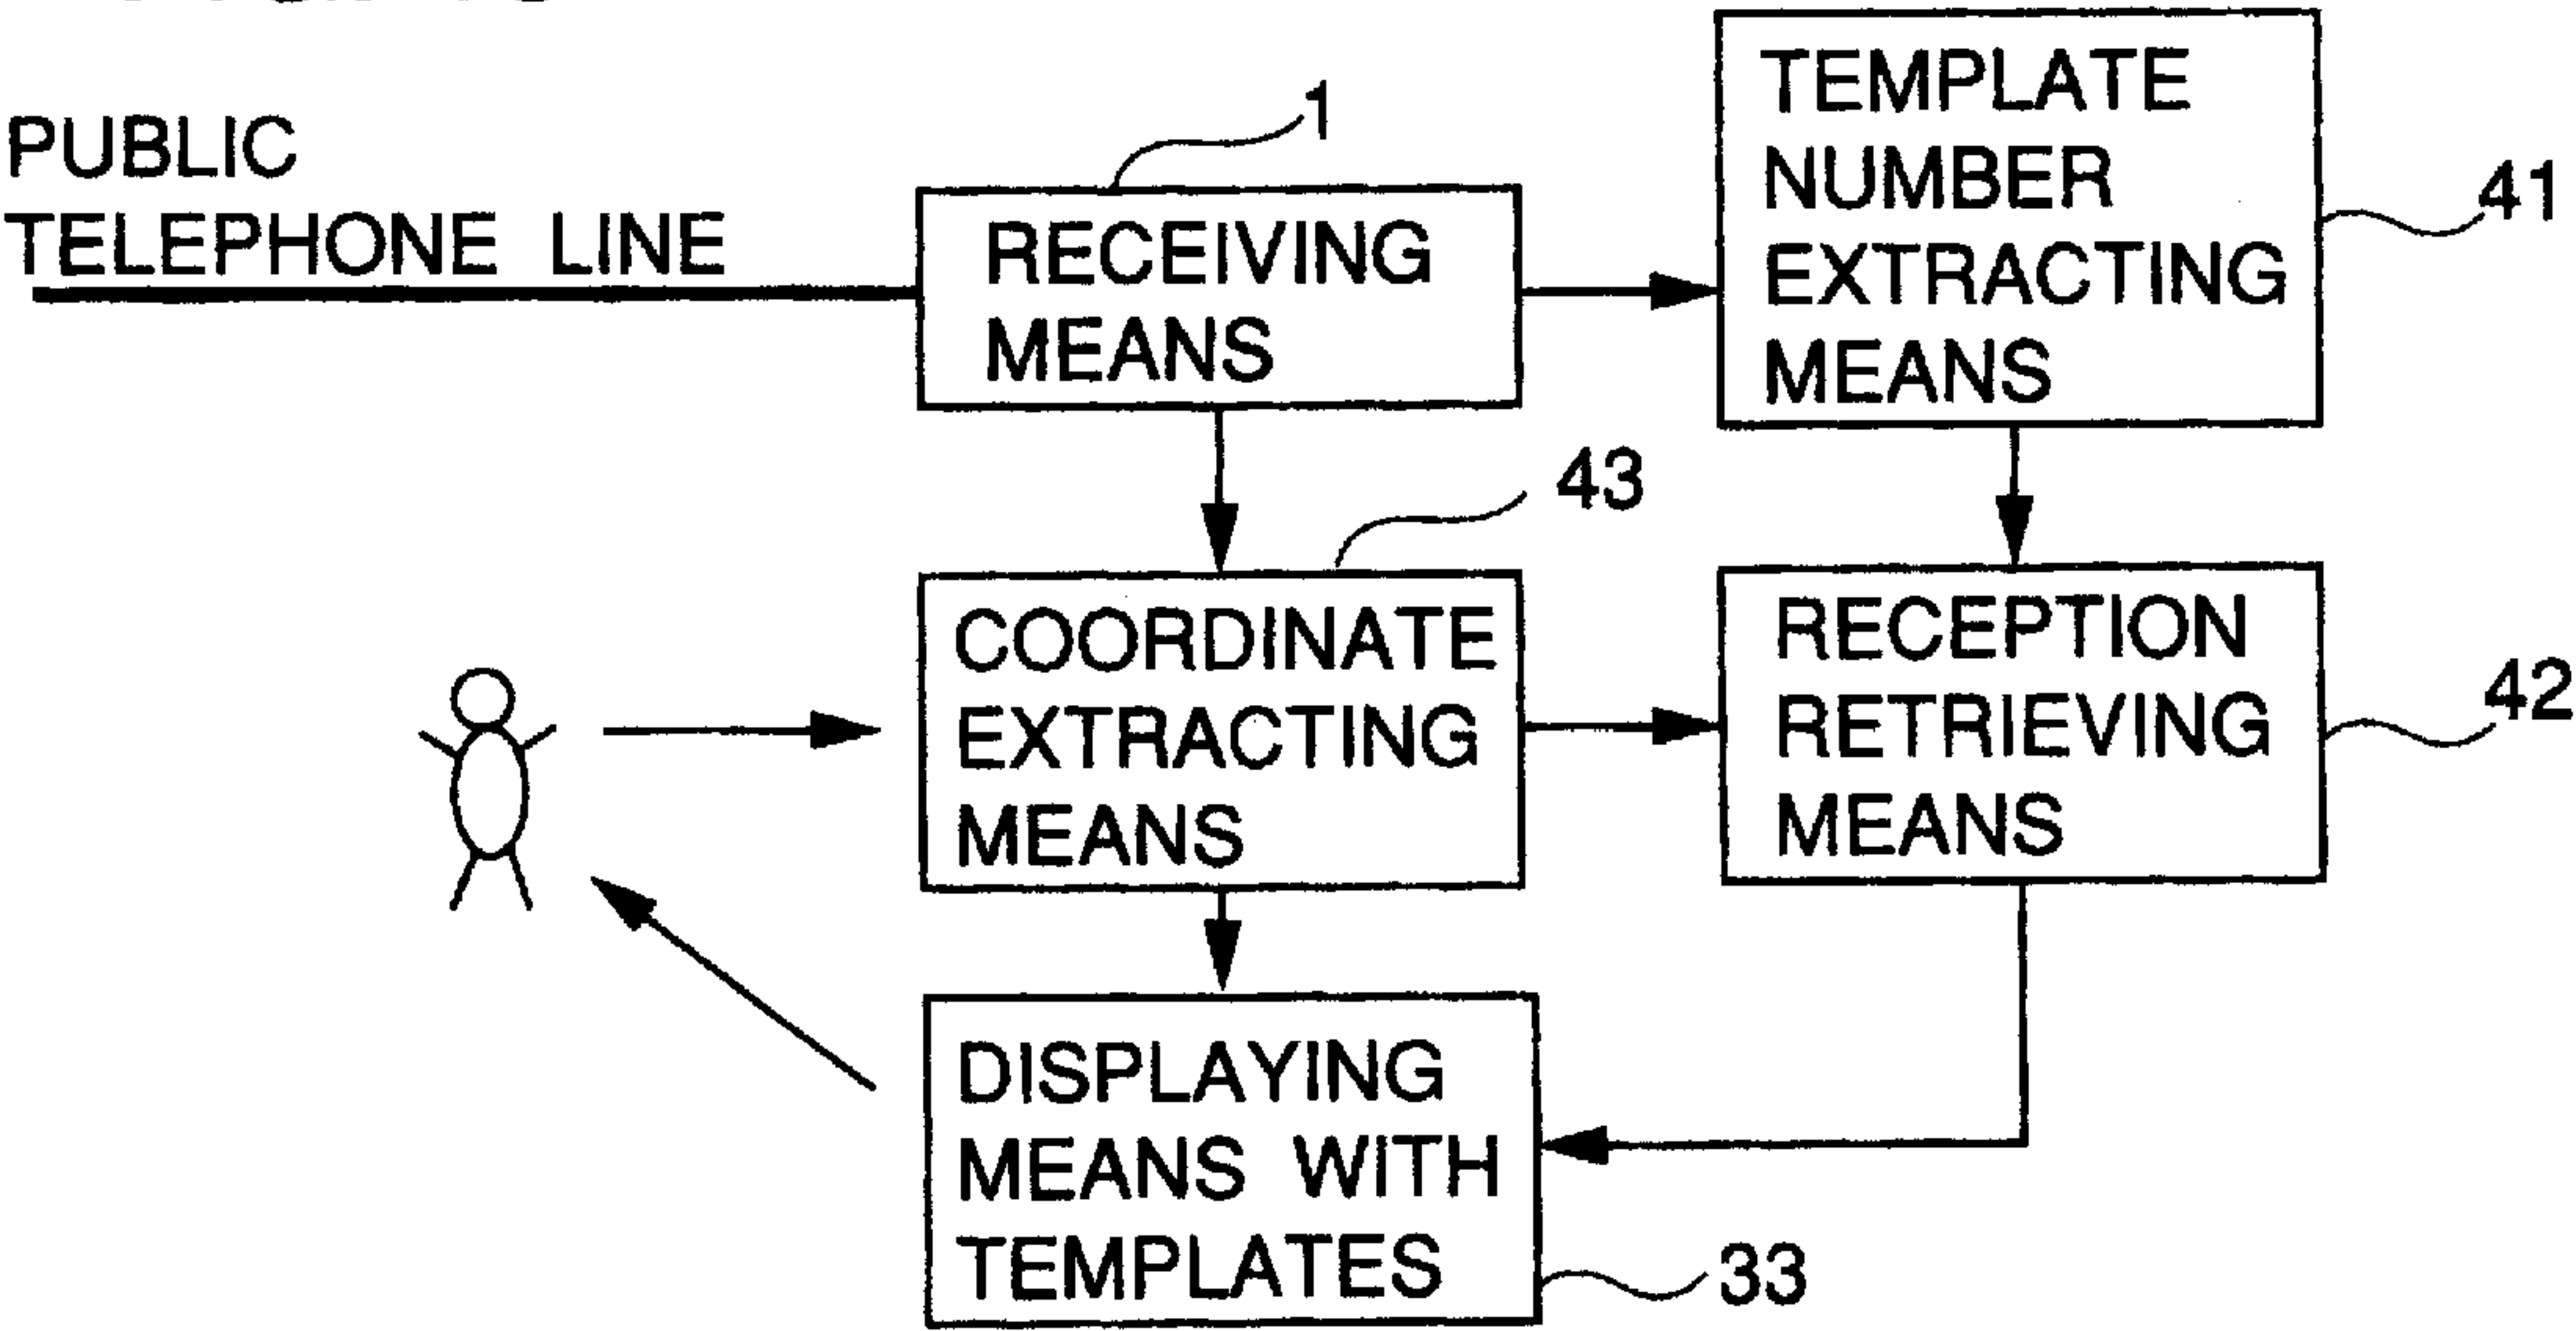 PUBLIC
TELEPHONE LINE
1
RECEIVING
MEANS
TEMPLATE
NUMBER
EXTRACTING
MEANS
41
43
COORDINATE
EXTRACTING
MEANS
RECEPTION
RETRIEVING
MEANS
42
DISPLAYING
MEANS WITH
TEMPLATES
33